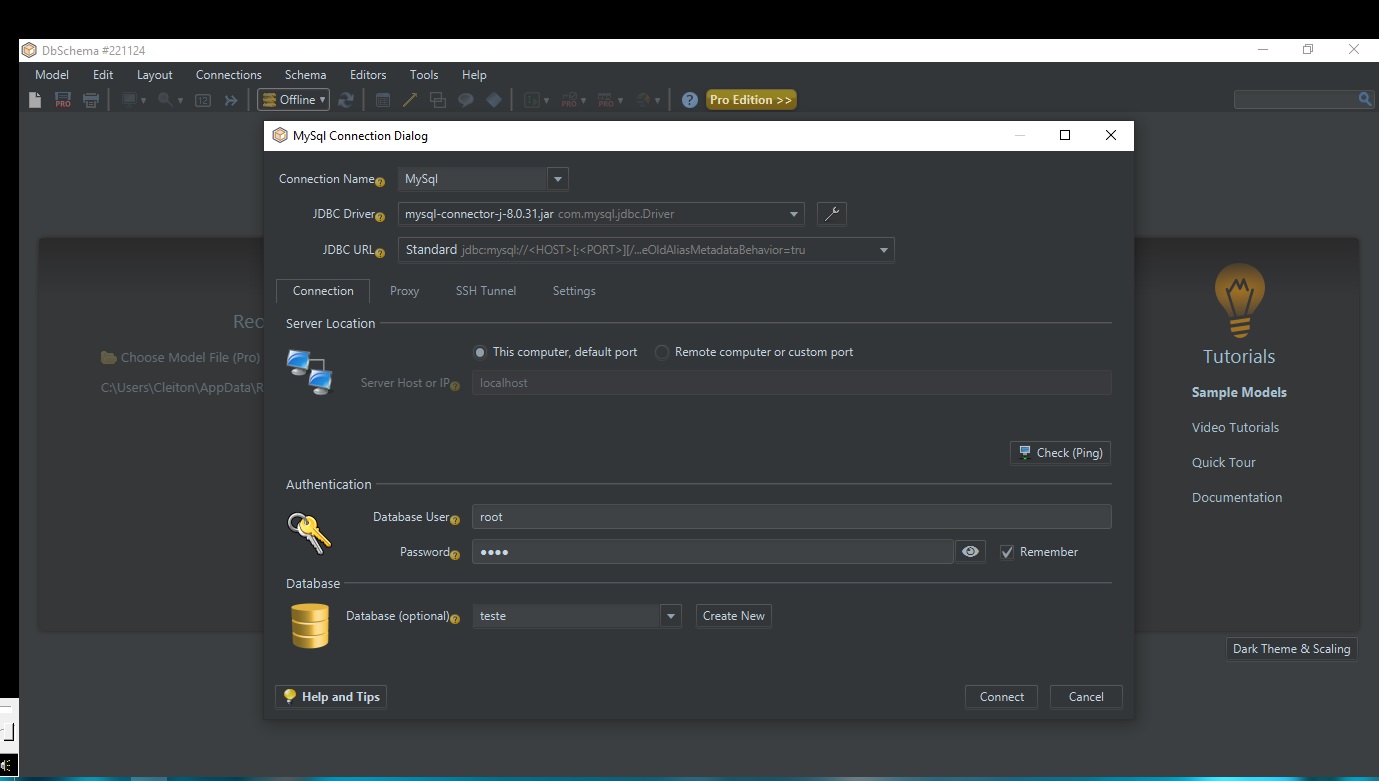 DbSchema #221124
Model Edit Layout Connections Schema Editors Tools Help
PRO 12 Offline PRO PRO ? Pro Edition >>
MySql Connection Dialog
Connection Name ? MySql
JDBC Driver ? mysql-connector-j-8.0.31.jar com.mysql.jdbc.Driver
JDBC URL ? Standard jdbc:mysql://<HOST>[:<PORT>][/...eOldAliasMetadataBehavior=tru
Connection Proxy SSH Tunnel Settings
Server Location
This computer, default port Remote computer or custom port
Server Host or IP ? localhost
Check (Ping)
Authentication
Database User ? root
Password ? ●●●● Remember
Database
Database (optional) ? teste Create New
Help and Tips Connect Cancel
Rec
Choose Model File (Pro)
C:\Users\Cleiton\AppData\R
Tutorials
Sample Models
Video Tutorials
Quick Tour
Documentation
Dark Theme & Scaling